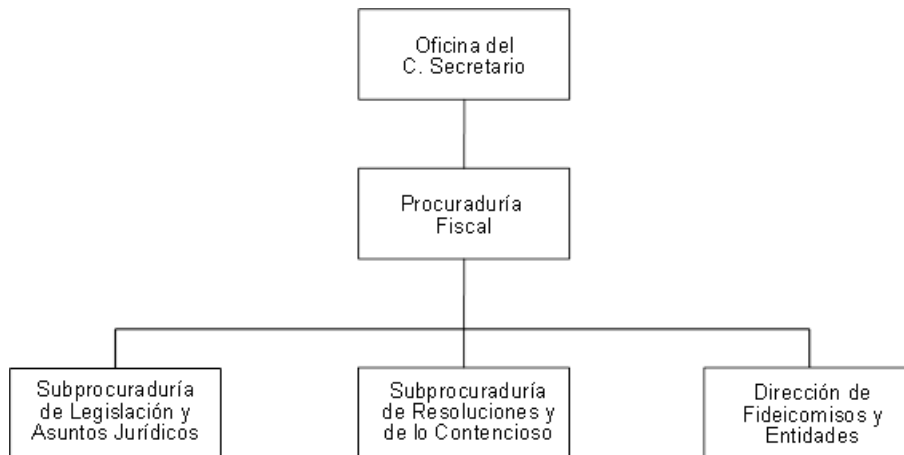 Oficina del
C. Secretario
Procuraduría
Fiscal
Subprocuraduría
de Legislación y
Asuntos Jurídicos
Subprocuraduría
de Resoluciones y
de lo Contencioso
Dirección de
Fideicomisos y
Entidades